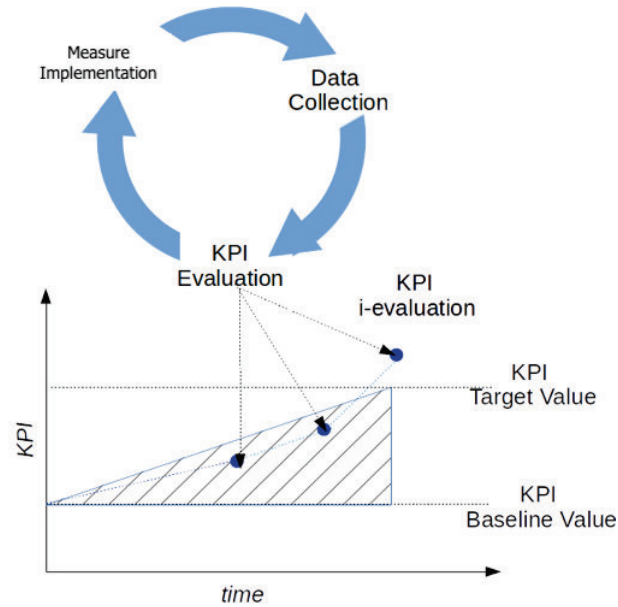 Measure
Implementation
Data
Collection
KPI
Evaluation
KPI
i-evaluation
KPI
Target Value
KPI
KPI
Baseline Value
time